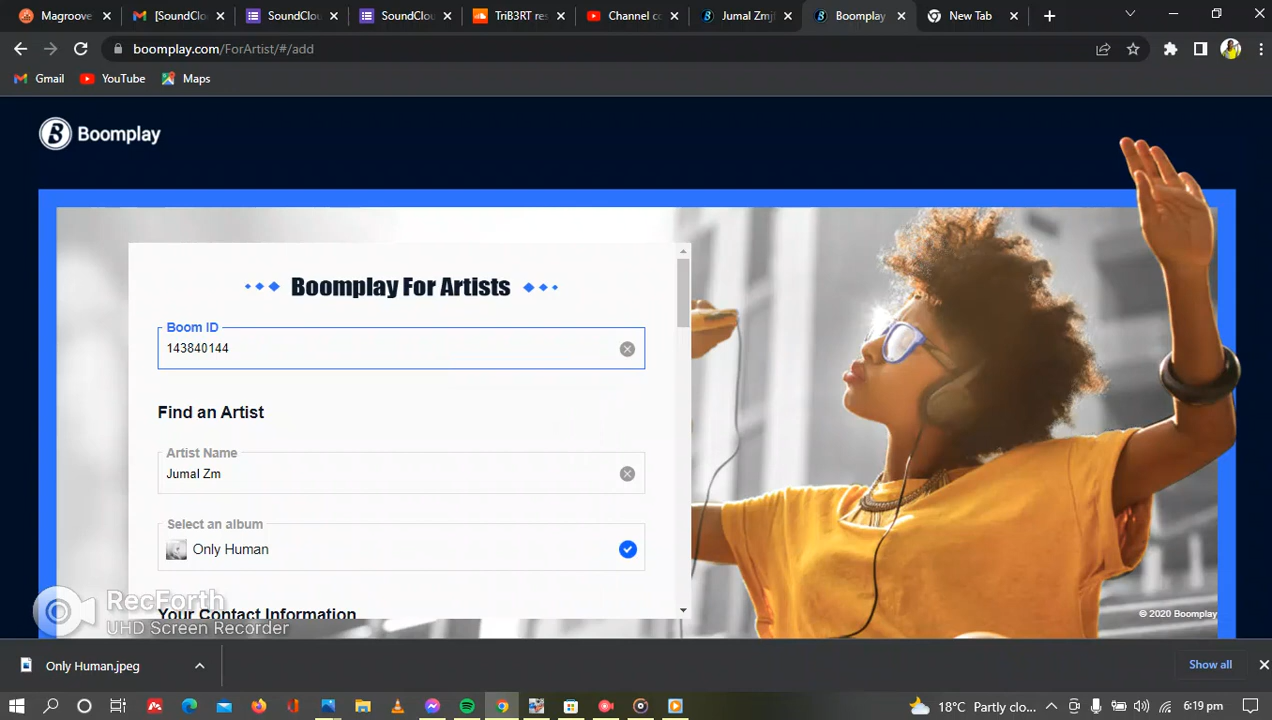 Magroove
[SoundClo
SoundClou
SoundClou
TriB3RT re
Channel co
Jumal Zmj
Boomplay
New Tab
boomplay.com/ForArtist/#/add
Gmail
YouTube
Maps
Boomplay
Boomplay For Artists
Boom ID
143840144
Find an Artist
Artist Name
Jumal Zm
Select an album
Only Human
Your Contact Information
RecForth
UHD Screen Recorder
© 2020 Boomplay
Only Human.jpeg
Show all
18°C Partly clo...
6:19 pm